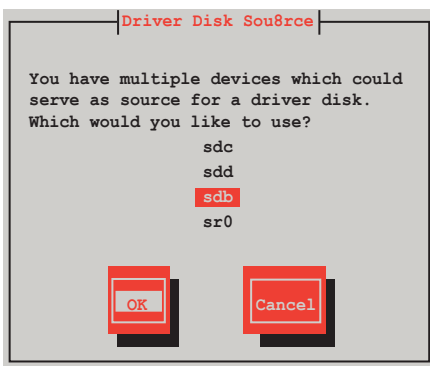 Driver Disk Sou8rce
You have multiple devices which could
serve as source for a driver disk.
Which would you like to use?
sdc
sdd
sdb
sr0
OK
Cancel